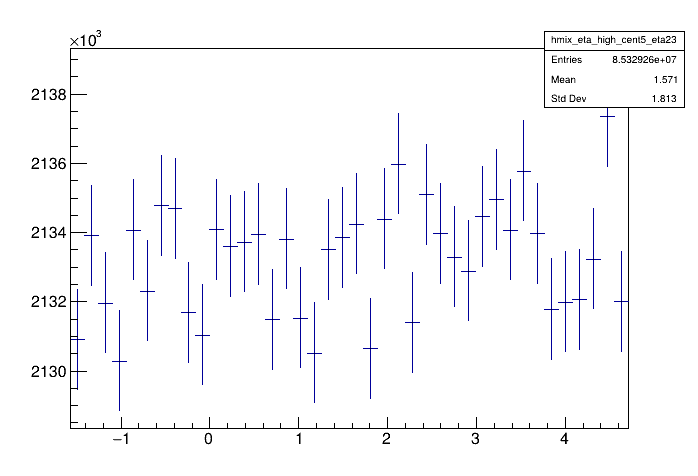 ×10³
hmix_eta_high_cent5_eta23
Entries 8.532926e+07
Mean 1.571
Std Dev 1.813
2138
2136
2134
2132
2130
−1 0 1 2 3 4